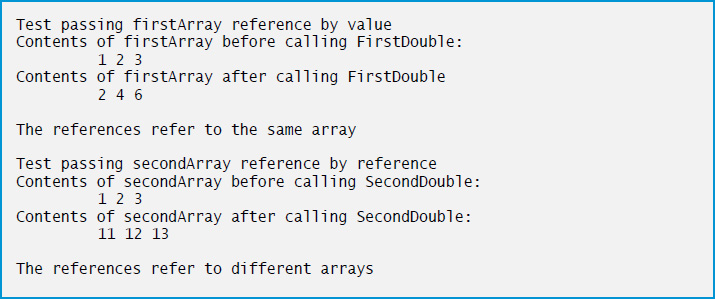 Test passing firstArray reference by value
Contents of firstArray before calling FirstDouble:
1 2 3
Contents of firstArray after calling FirstDouble
2 4 6
The references refer to the same array
Test passing secondArray reference by reference
Contents of secondArray before calling SecondDouble:
1 2 3
Contents of secondArray after calling SecondDouble:
11 12 13
The references refer to different arrays